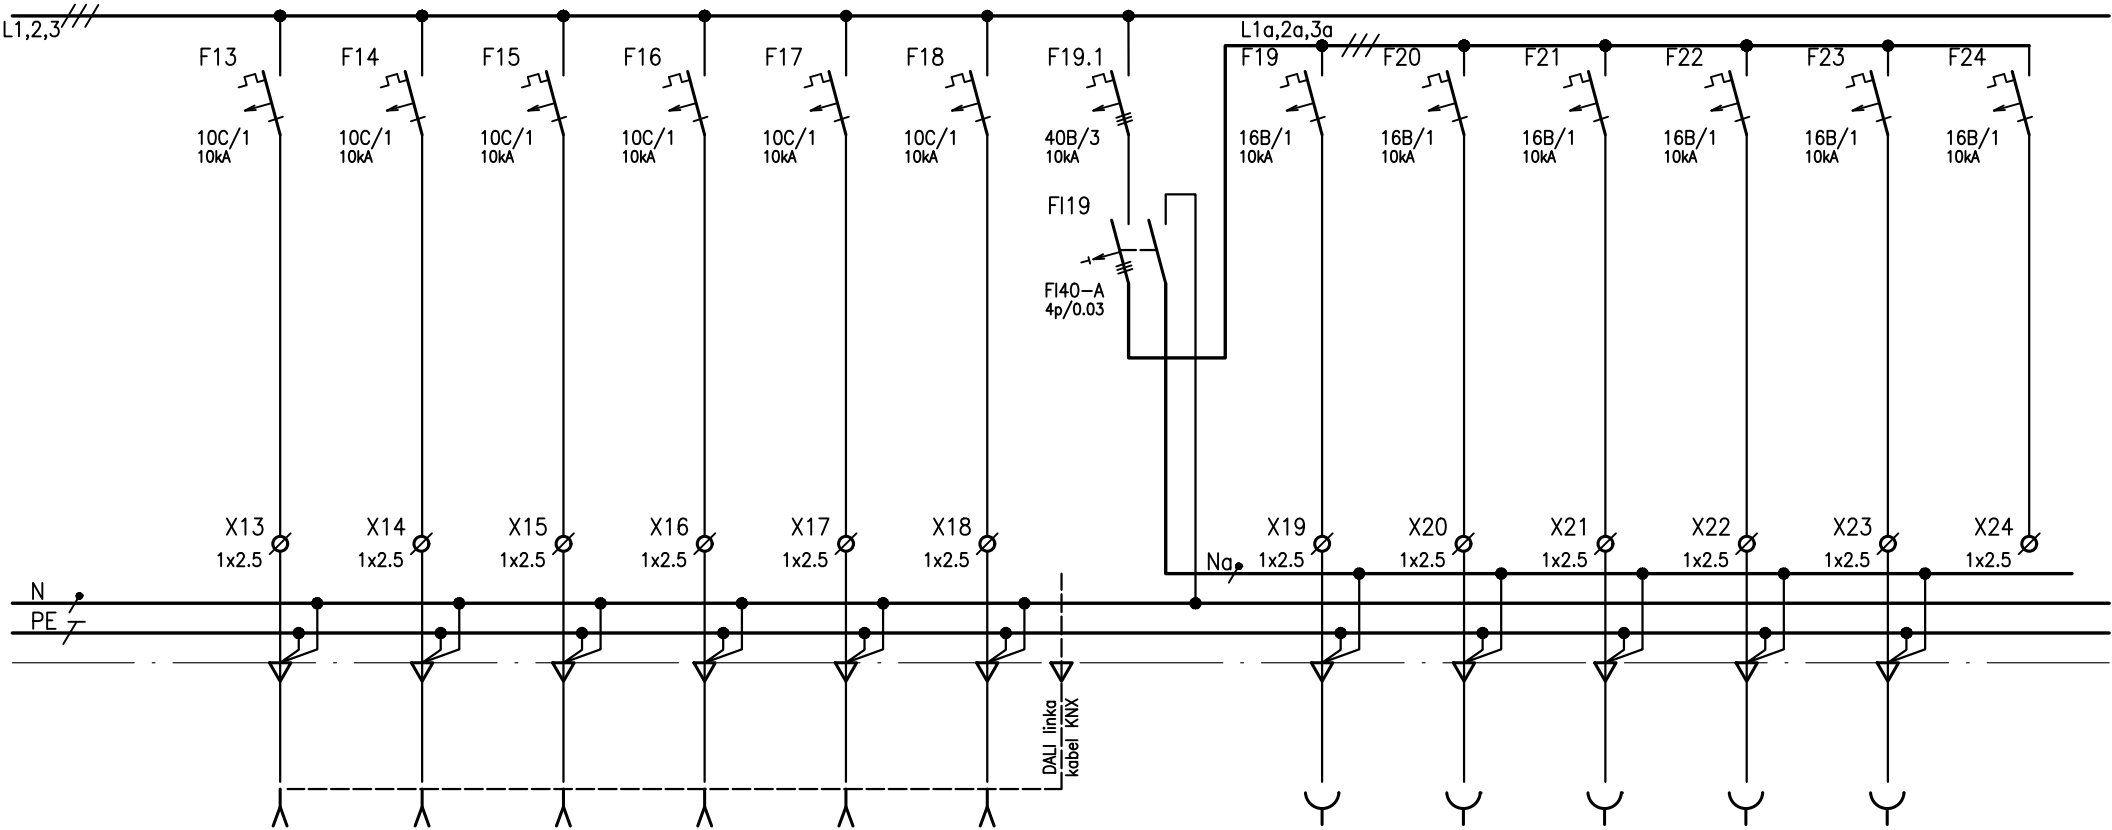 L1,2,3
L1a,2a,3a
F13 F14 F15 F16 F17 F18 F19.1 F19 F20 F21 F22 F23 F24
10C/1 10C/1 10C/1 10C/1 10C/1 10C/1 40B/3 16B/1 16B/1 16B/1 16B/1 16B/1 16B/1
10kA 10kA 10kA 10kA 10kA 10kA 10kA 10kA 10kA 10kA 10kA 10kA 10kA
FI19
FI40-A
4p/0.03
X13 X14 X15 X16 X17 X18 X19 X20 X21 X22 X23 X24
1x2.5 1x2.5 1x2.5 1x2.5 1x2.5 1x2.5 Na 1x2.5 1x2.5 1x2.5 1x2.5 1x2.5 1x2.5
N
PE
DALI linka
kabel KNX